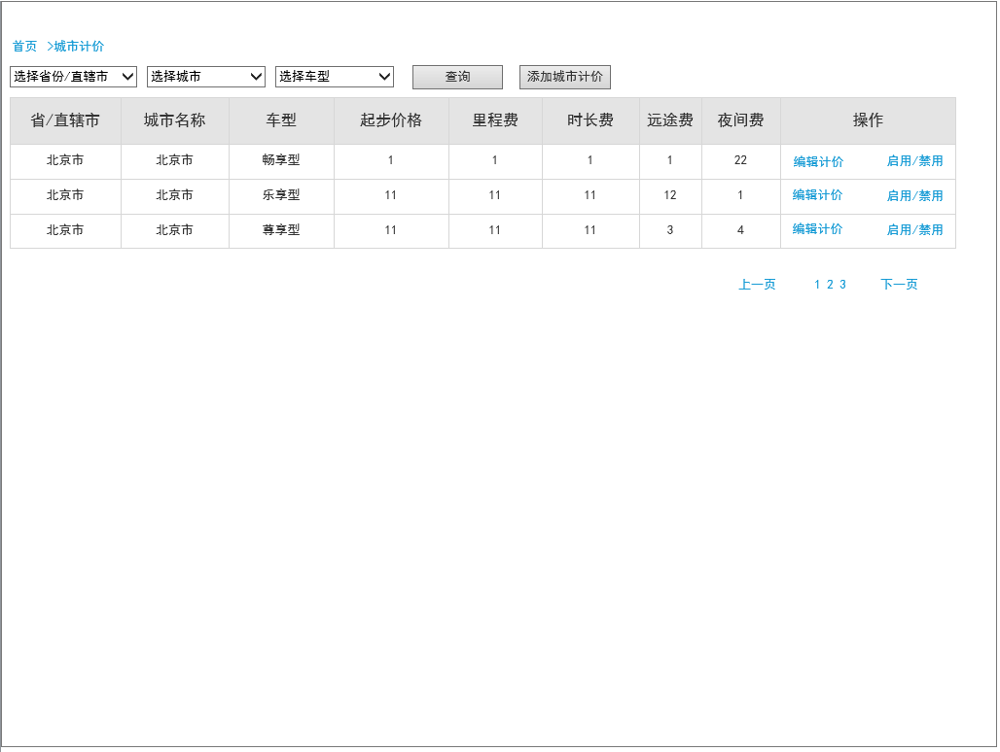 首页 >城市计价
选择省份/直辖市 选择城市 选择车型 查询 添加城市计价
省/直辖市 城市名称 车型 起步价格 里程费 时长费 远途费 夜间费 操作
北京市 北京市 畅享型 1 1 1 1 22 编辑计价 启用/禁用
北京市 北京市 乐享型 11 11 11 12 1 编辑计价 启用/禁用
北京市 北京市 尊享型 11 11 11 3 4 编辑计价 启用/禁用
上一页 1 2 3 下一页